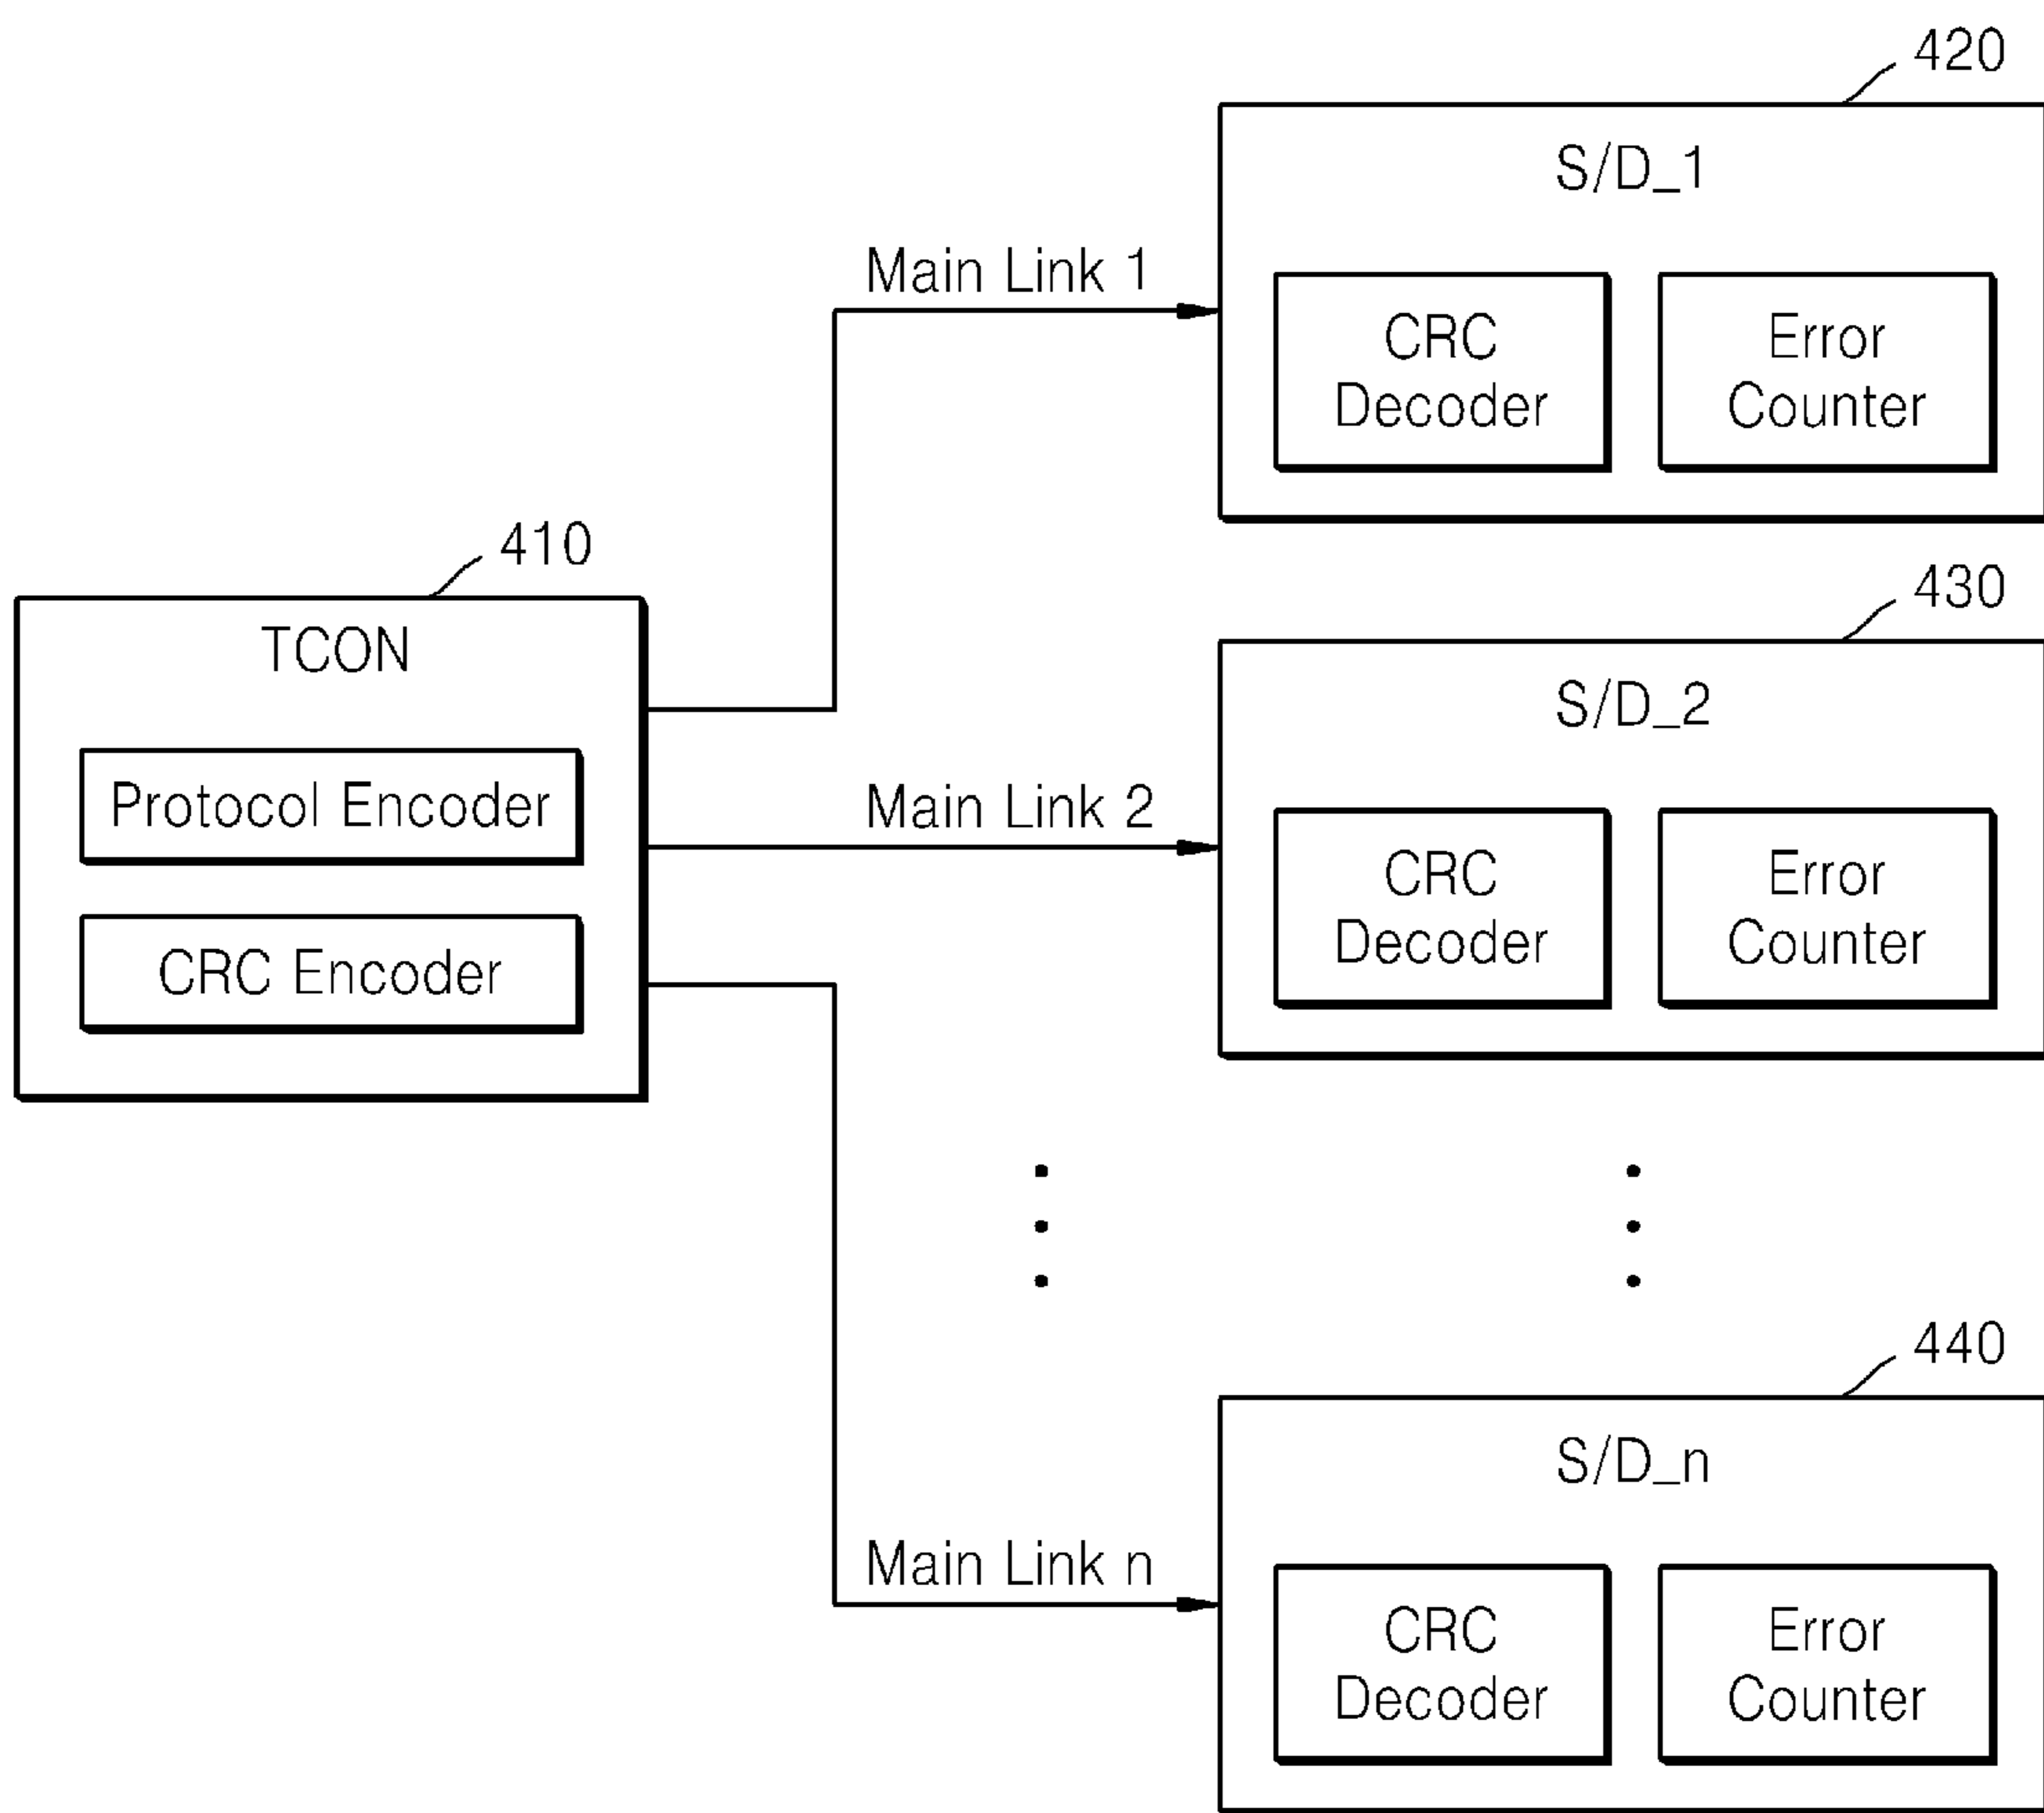 420
S/D_1
Main Link 1
CRC
Decoder
Error
Counter
410
TCON
Protocol Encoder
CRC Encoder
430
S/D_2
Main Link 2
CRC
Decoder
Error
Counter
440
S/D_n
Main Link n
CRC
Decoder
Error
Counter